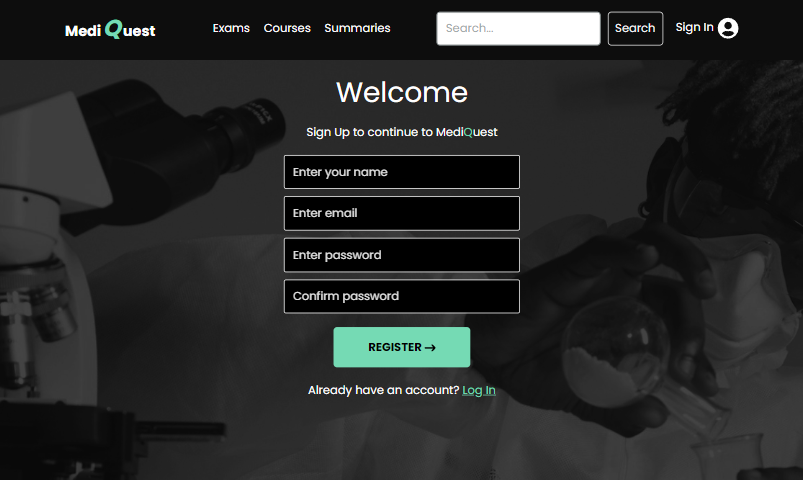 Medi Quest
Exams
Courses
Summaries
Search...
Search
Sign In
Welcome
Sign Up to continue to MediQuest
Enter your name
Enter email
Enter password
Confirm password
REGISTER →
Already have an account? Log In